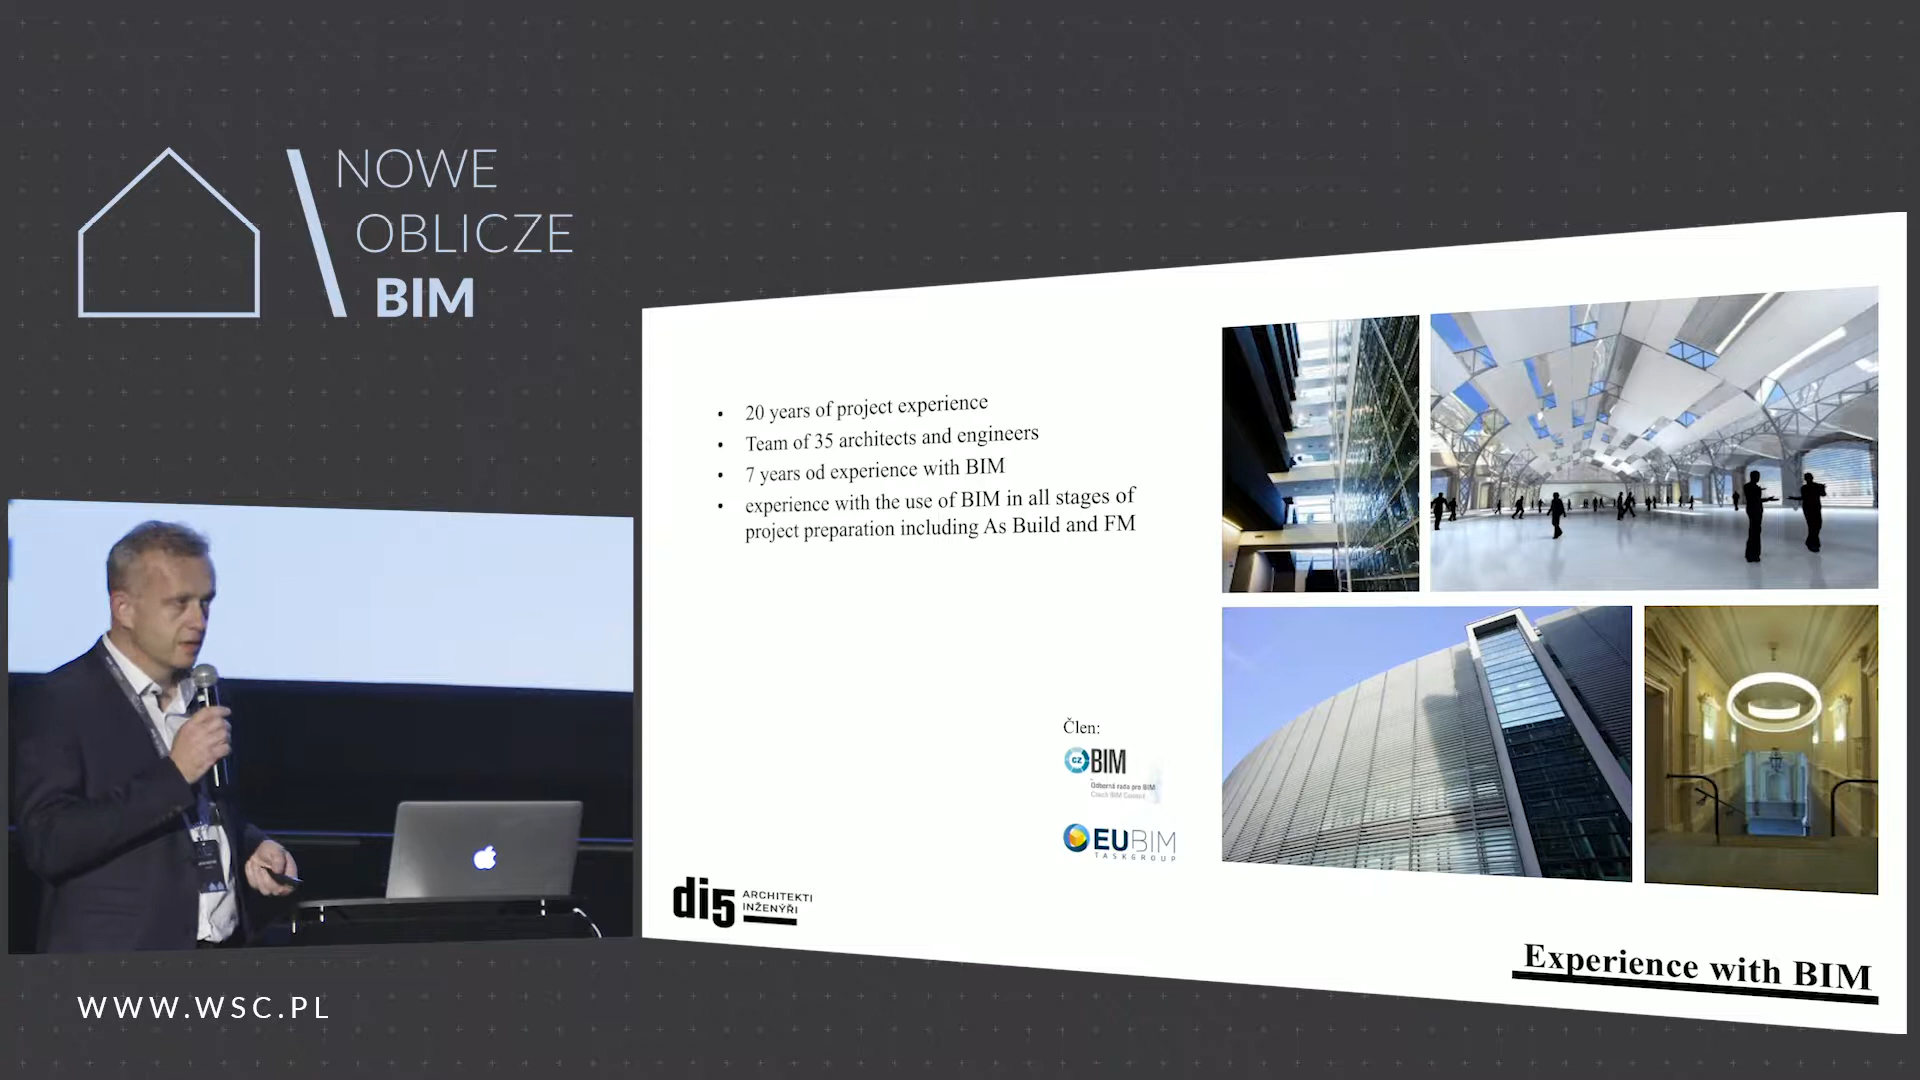 NOWE
OBLICZE
BIM
• 20 years of project experience
• Team of 35 architects and engineers
• 7 years od experience with BIM
• experience with the use of BIM in all stages of
project preparation including As Build and FM
Člen:
CZ BIM
Odborná rada pro BIM
Czech BIM Council
EUBIM
TASKGROUP
di5 ARCHITEKTI
INŽENÝŘI
Experience with BIM
WWW.WSC.PL